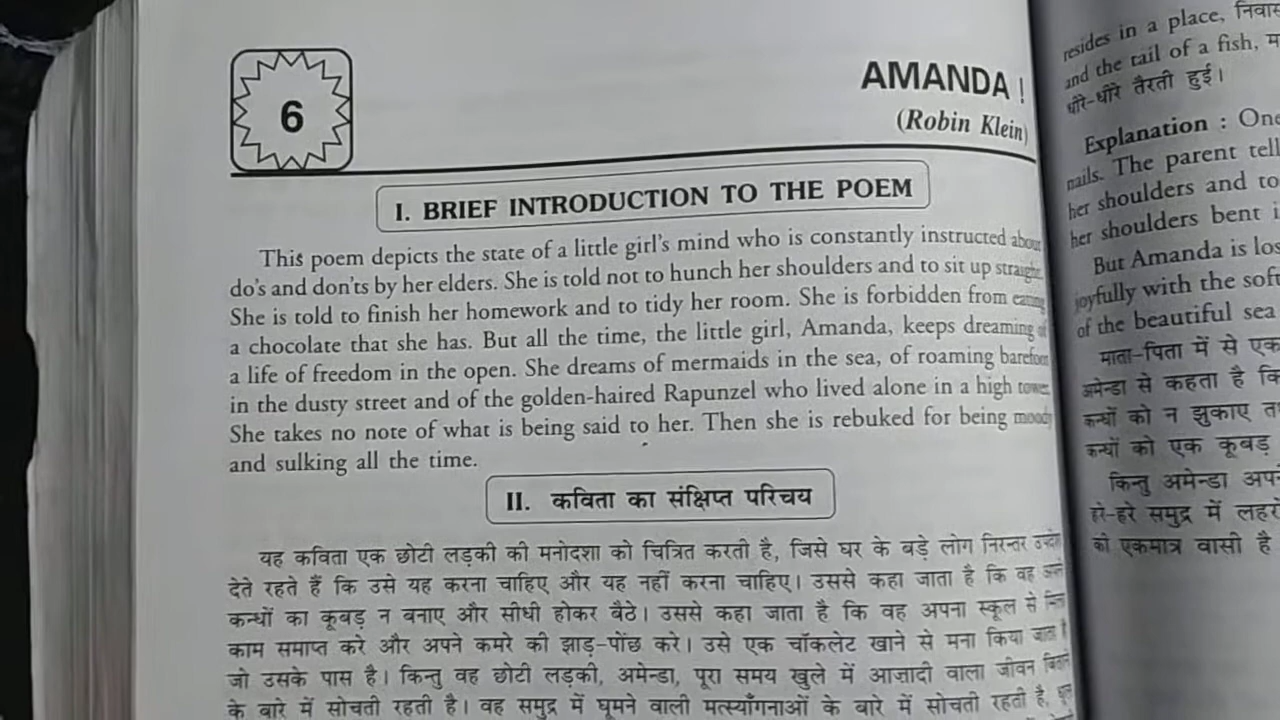 6
AMANDA !
(Robin Klein)
I. BRIEF INTRODUCTION TO THE POEM
This poem depicts the state of a little girl's mind who is constantly instructed about
do's and don'ts by her elders. She is told not to hunch her shoulders and to sit up straight.
She is told to finish her homework and to tidy her room. She is forbidden from eating
a chocolate that she has. But all the time, the little girl, Amanda, keeps dreaming of
a life of freedom in the open. She dreams of mermaids in the sea, of roaming barefoot
in the dusty street and of the golden-haired Rapunzel who lived alone in a high tower.
She takes no note of what is being said to her. Then she is rebuked for being moody
and sulking all the time.
II. कविता का संक्षिप्त परिचय
यह कविता एक छोटी लड़की की मनोदशा को चित्रित करती है, जिसे घर के बड़े लोग निरन्तर
देते रहते हैं कि उसे यह करना चाहिए और यह नहीं करना चाहिए। उससे कहा जाता है कि वह अपने
कन्धों का कूबड़ न बनाए और सीधी होकर बैठे। उससे कहा जाता है कि वह अपना स्कूल से मिला
काम समाप्त करे और अपने कमरे की झाड़-पोंछ करे। उसे एक चॉकलेट खाने से मना किया जाता है
जो उसके पास है। किन्तु वह छोटी लड़की, अमेन्डा, पूरा समय खुले में आज़ादी वाला जीवन बिताने
के बारे में सोचती रहती है। वह समुद्र में घूमने वाली मत्स्याँगनाओं के बारे में सोचती रहती है,
resides in a place,
and the tail of a fish,
धीरे-धीरे तैरती हुई।
Explanation : One
nails. The parent tell
her shoulders and to
her shoulders bent
But Amanda is los
joyfully with the soft
of the beautiful sea
माता-पिता में से एक
अमेन्डा से कहता है कि
कन्धों को न झुकाए
कन्धों को एक कूबड़
किन्तु अमेन्डा
हरे-हरे समुद्र में
को एकमात्र वासी है